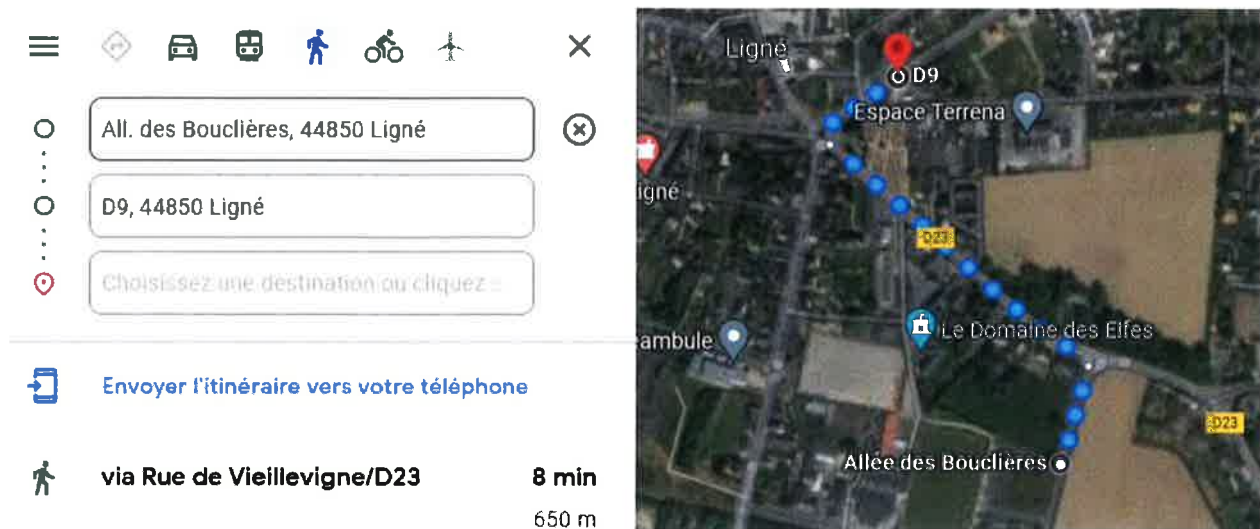 All. des Bouclières, 44850 Ligné
D9, 44850 Ligné
Choisissez une destination ou cliquez
Envoyer l'itinéraire vers votre téléphone
via Rue de Vieillevigne/D23
8 min
650 m
Ligné
D9
Espace Terrena
igné
D23
Le Domaine des Elfes
eambule
D23
Allée des Bouclières